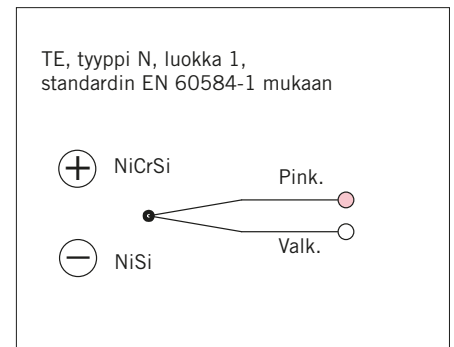 TE, tyyppi N, luokka 1,
standardin EN 60584-1 mukaan
+ NiCrSi
Pink.
Valk.
− NiSi